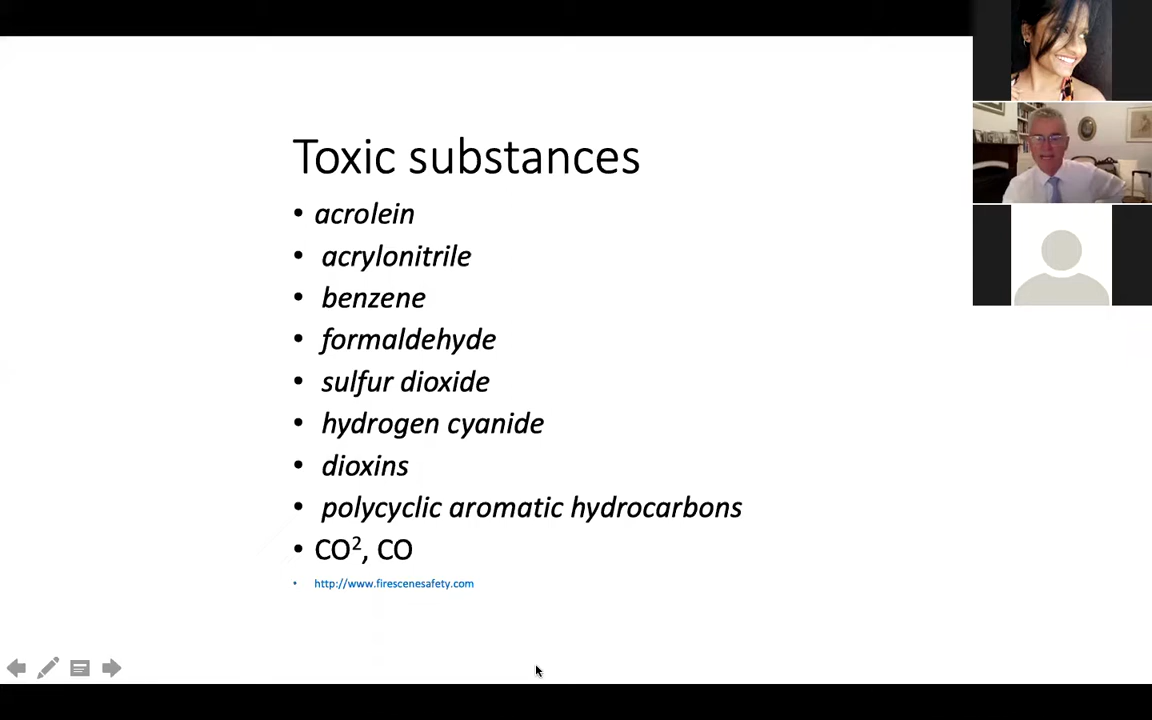 Toxic substances
• acrolein
• acrylonitrile
• benzene
• formaldehyde
• sulfur dioxide
• hydrogen cyanide
• dioxins
• polycyclic aromatic hydrocarbons
• CO², CO
• http://www.firescenesafety.com